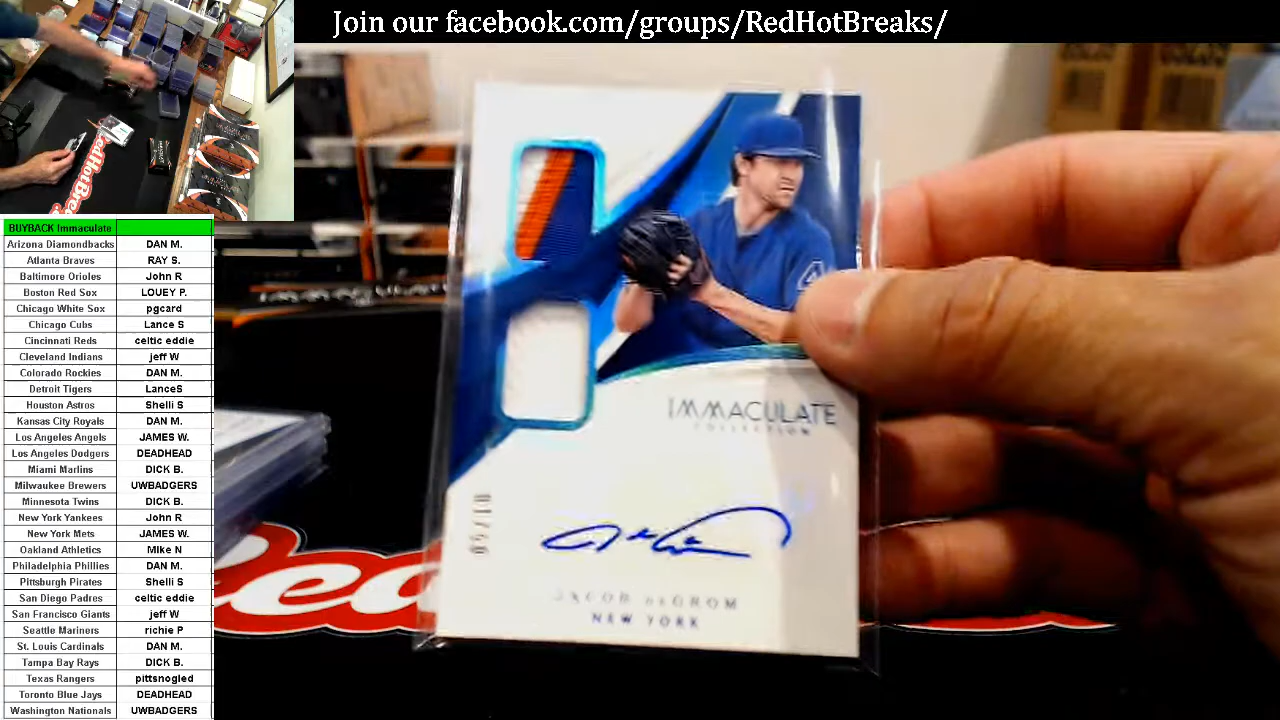 Join our facebook.com/groups/RedHotBreaks/
BUYBACK Immaculate
Arizona Diamondbacks DAN M.
Atlanta Braves RAY S.
Baltimore Orioles John R
Boston Red Sox LOUEY P.
Chicago White Sox pgcard
Chicago Cubs Lance S
Cincinnati Reds celtic eddie
Cleveland Indians jeff W
Colorado Rockies DAN M.
Detroit Tigers LanceS
Houston Astros Shelli S
Kansas City Royals DAN M.
Los Angeles Angels JAMES W.
Los Angeles Dodgers DEADHEAD
Miami Marlins DICK B.
Milwaukee Brewers UWBADGERS
Minnesota Twins DICK B.
New York Yankees John R
New York Mets JAMES W.
Oakland Athletics Mike N
Philadelphia Phillies DAN M.
Pittsburgh Pirates Shelli S
San Diego Padres celtic eddie
San Francisco Giants jeff W
Seattle Mariners richie P
St. Louis Cardinals DAN M.
Tampa Bay Rays DICK B.
Texas Rangers pittsnogled
Toronto Blue Jays DEADHEAD
Washington Nationals UWBADGERS
IMMACULATE
COLLECTION
JACOB deGROM
NEW YORK
RedHotBre
Red